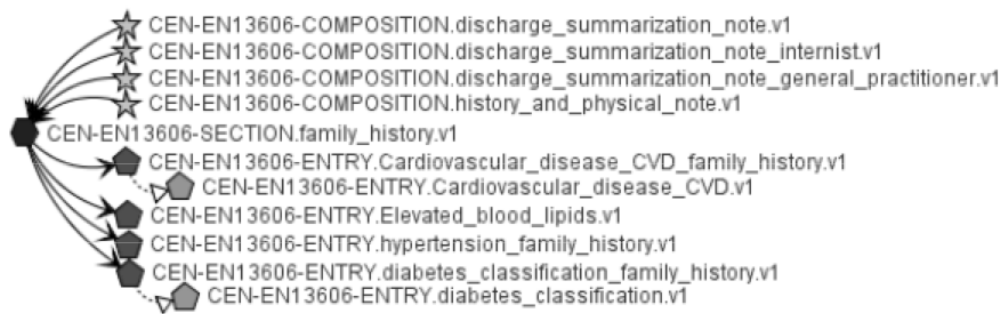 CEN-EN13606-COMPOSITION.discharge_summarization_note.v1
CEN-EN13606-COMPOSITION.discharge_summarization_note_internist.v1
CEN-EN13606-COMPOSITION.discharge_summarization_note_general_practitioner.v1
CEN-EN13606-COMPOSITION.history_and_physical_note.v1
CEN-EN13606-SECTION.family_history.v1
CEN-EN13606-ENTRY.Cardiovascular_disease_CVD_family_history.v1
CEN-EN13606-ENTRY.Cardiovascular_disease_CVD.v1
CEN-EN13606-ENTRY.Elevated_blood_lipids.v1
CEN-EN13606-ENTRY.hypertension_family_history.v1
CEN-EN13606-ENTRY.diabetes_classification_family_history.v1
CEN-EN13606-ENTRY.diabetes_classification.v1